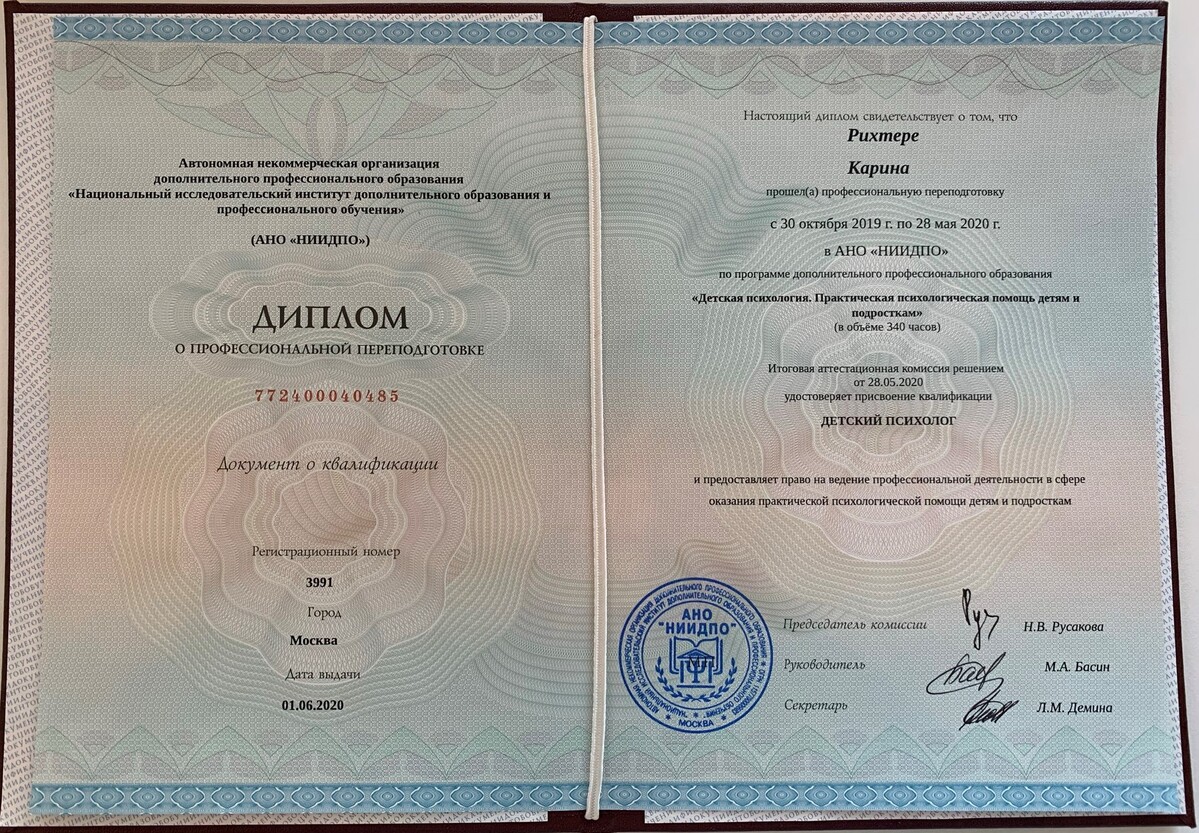 Автономная некоммерческая организация
дополнительного профессионального образования
«Национальный исследовательский институт дополнительного образования и
профессионального обучения»
(АНО «НИИДПО»)
ДИПЛОМ
О ПРОФЕССИОНАЛЬНОЙ ПЕРЕПОДГОТОВКЕ
772400040485
Документ о квалификации
Регистрационный номер
3991
Город
Москва
Дата выдачи
01.06.2020
Настоящий диплом свидетельствует о том, что
Рихтере
Карина
прошел(а) профессиональную переподготовку
с 30 октября 2019 г. по 28 мая 2020 г.
в АНО «НИИДПО»
по программе дополнительного профессионального образования
«Детская психология. Практическая психологическая помощь детям и
подросткам»
(в объёме 340 часов)
Итоговая аттестационная комиссия решением
от 28.05.2020
удостоверяет присвоение квалификации
ДЕТСКИЙ ПСИХОЛОГ
и предоставляет право на ведение профессиональной деятельности в сфере
оказания практической психологической помощи детям и подросткам
Председатель комиссии Н.В. Русакова
Руководитель М.А. Басин
Секретарь Л.М. Демина
АНО
"НИИДПО"
М.П.
МОСКВА